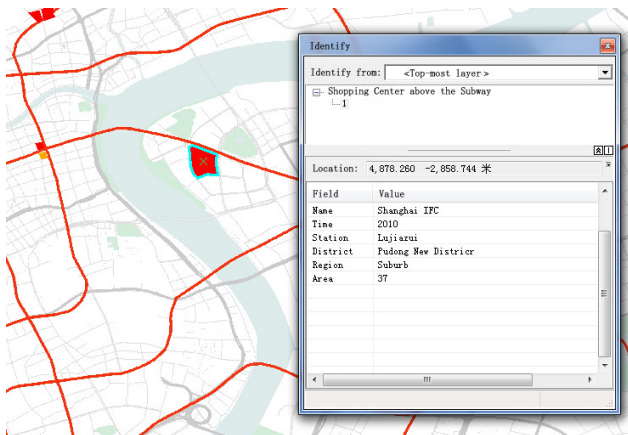 Identify
Identify from: <Top-most layer>
Shopping Center above the Subway
1
Location: 4,878.260 -2,858.744 米
Field Value
Name Shanghai IFC
Time 2010
Station Lujiazui
District Pudong New Districr
Region Suburb
Area 37